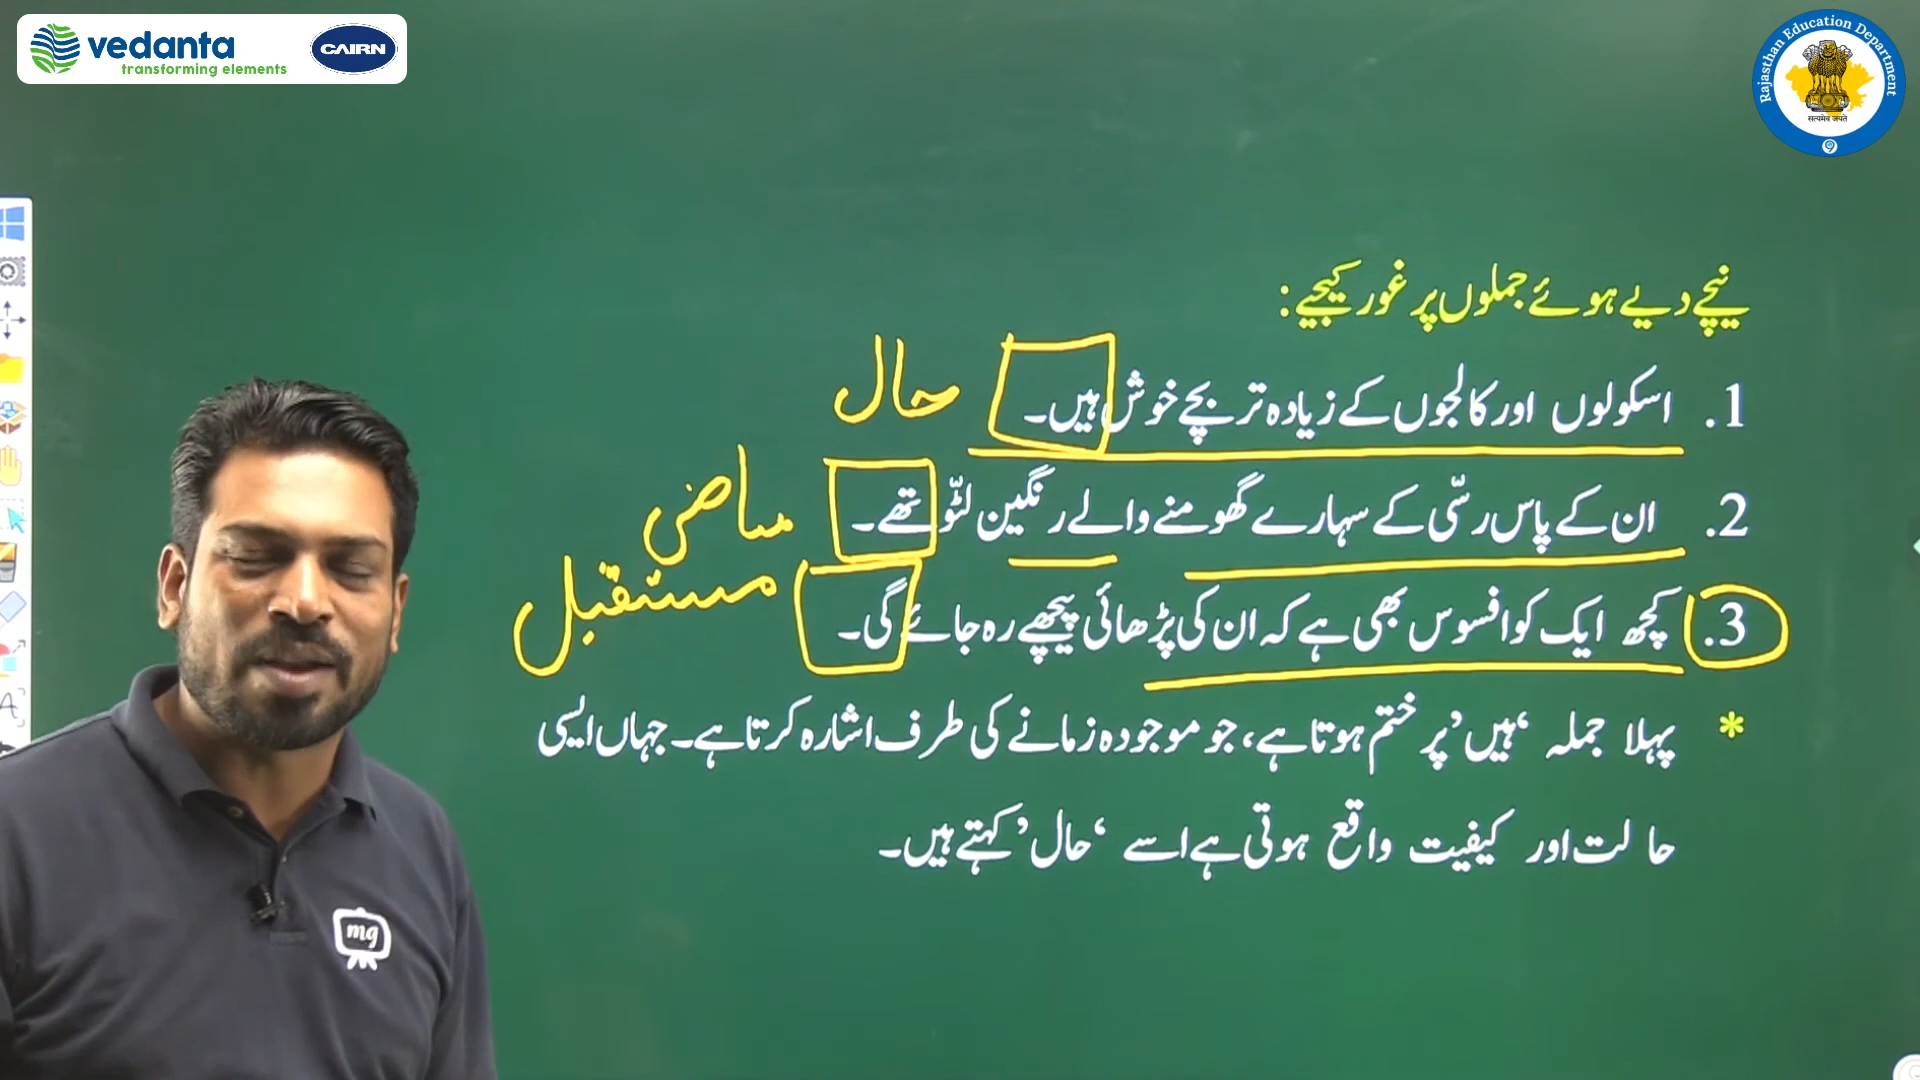 vedanta
transforming elements
CAIRN
Rajasthan Education Department
सत्यमेव जयते
نیچے دیے ہوئے جملوں پر غور کیجیے:
1. اسکولوں اور کالجوں کے زیادہ تر بچے خوش ہیں۔
حال
2. ان کے پاس رسّی کے سہارے گھومنے والے رنگین لٹّو تھے۔
ماضی
3. کچھ ایک کو افسوس بھی ہے کہ ان کی پڑھائی پیچھے رہ جائے گی۔
مستقبل
* پہلا جملہ ‘ہیں’ پر ختم ہوتا ہے، جو موجودہ زمانے کی طرف اشارہ کرتا ہے۔ جہاں ایسی
حالت اور کیفیت واقع ہوتی ہے اسے ‘حال’ کہتے ہیں۔
mg